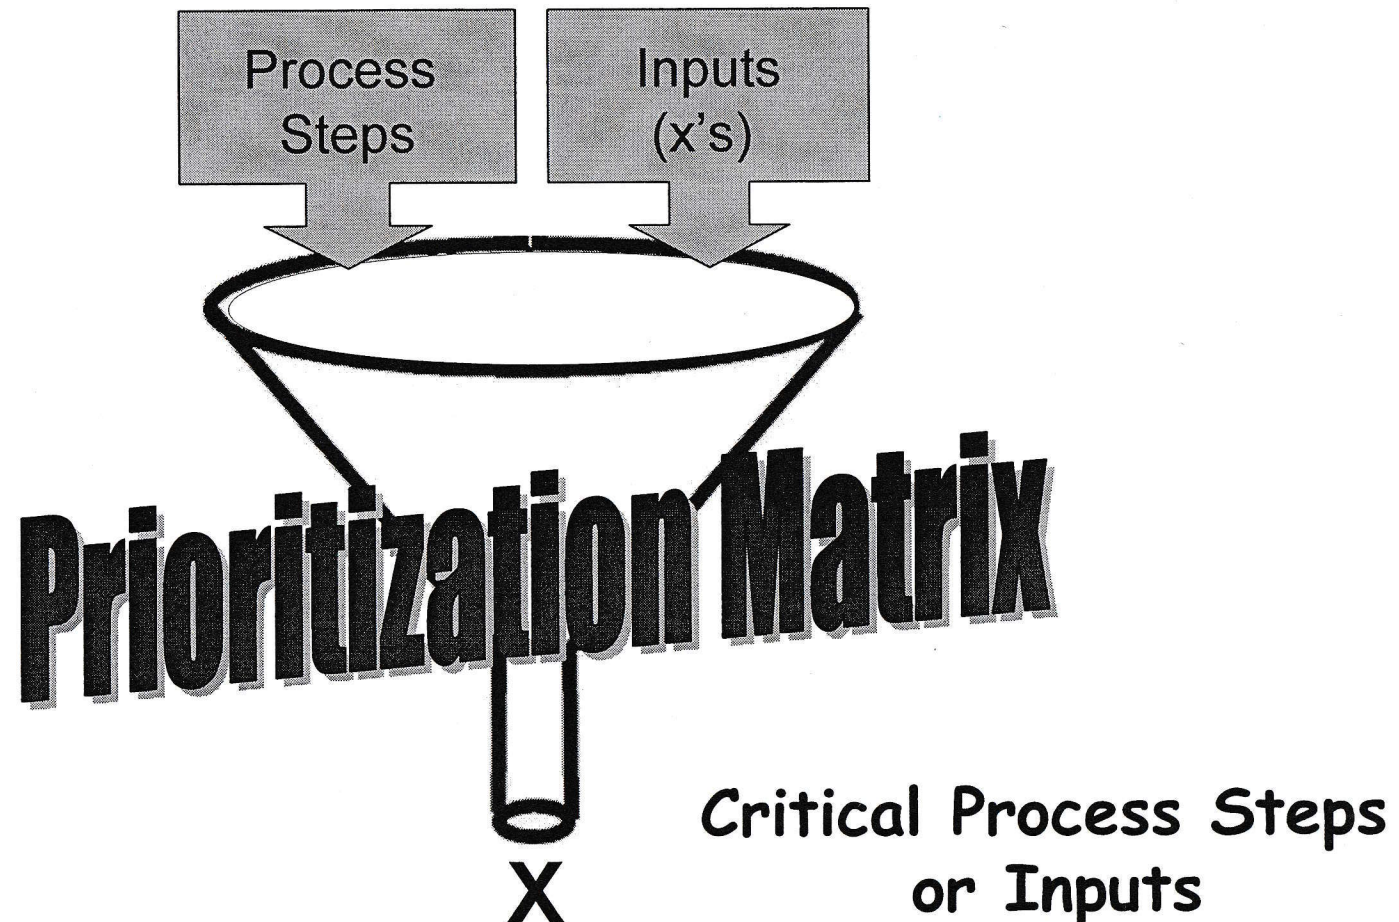 Process
Steps
Inputs
(x's)
Prioritization Matrix
X
Critical Process Steps
or Inputs